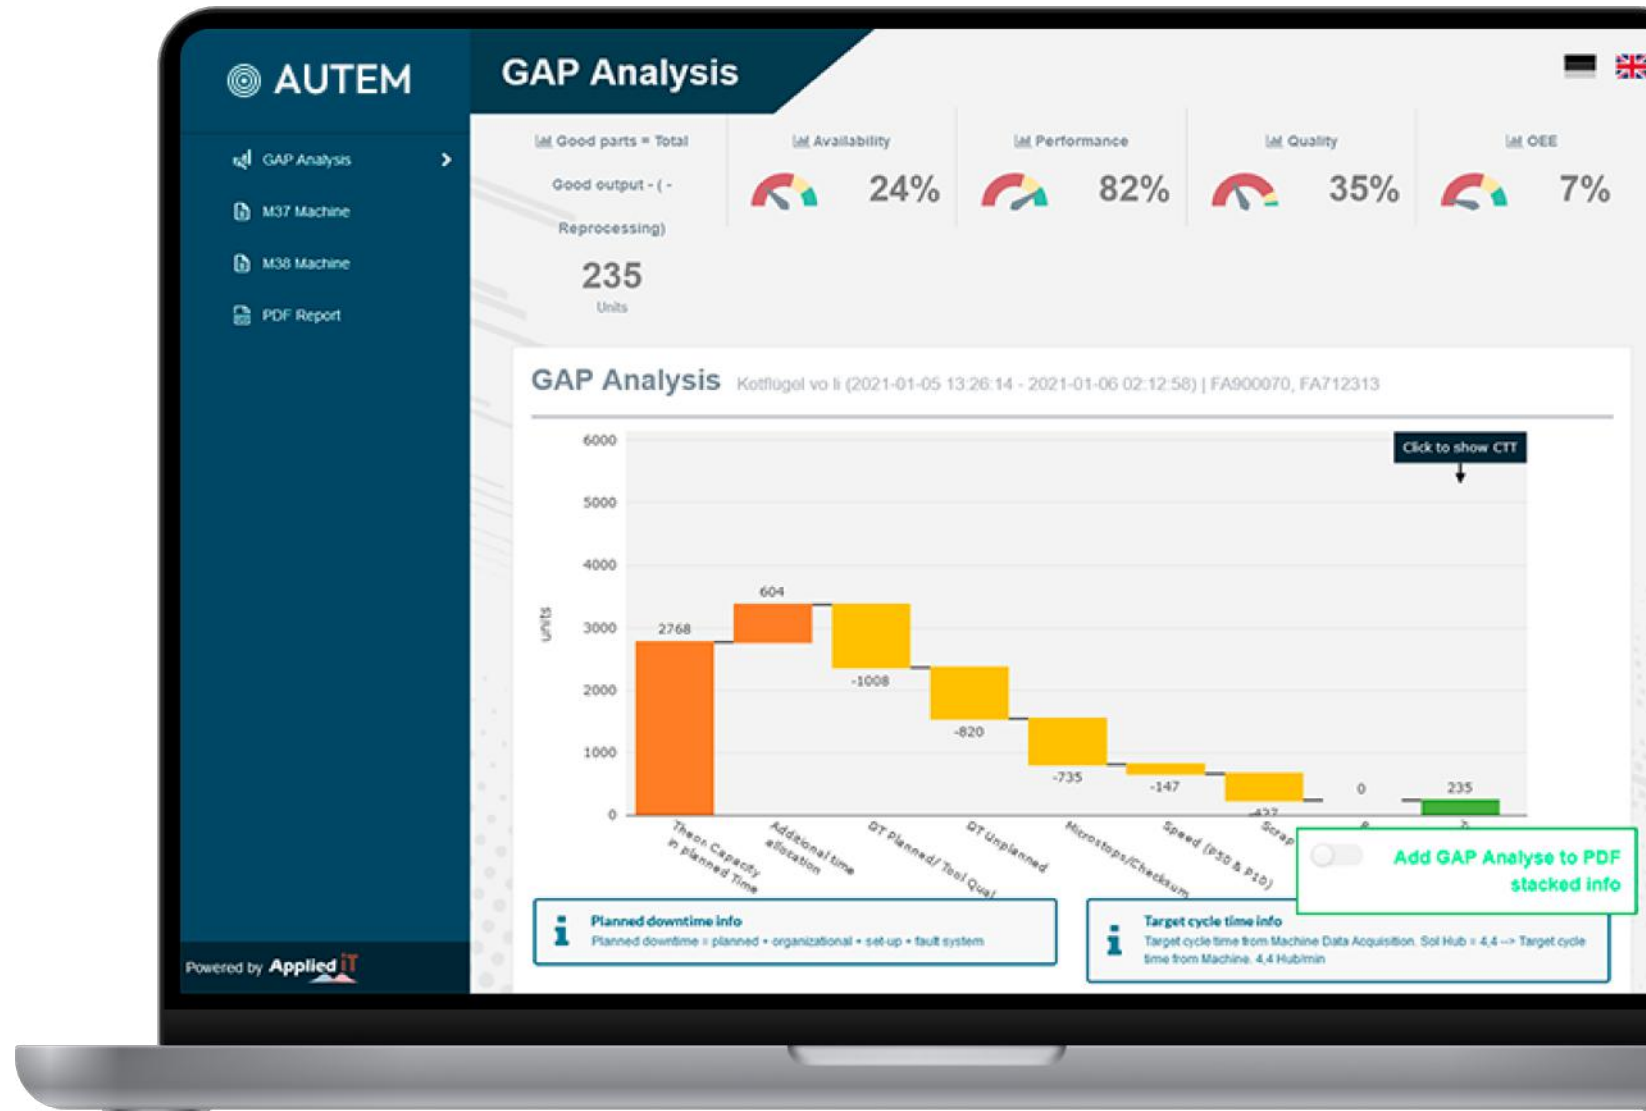 AUTEM
GAP Analysis
M37 Machine
M38 Machine
PDF Report
Powered by Applied iT
GAP Analysis
Good parts = Total
Good output - ( -
Reprocessing)
235
Units
Availability
24%
Performance
82%
Quality
35%
OEE
7%
GAP Analysis Kotflügel vo li (2021-01-05 13:26:14 - 2021-01-06 02:12:58) | FA900070, FA712313
Click to show CTT
units
6000
5000
4000
3000
2000
1000
0
2768
604
-1008
-820
-735
-147
0
235
Theor. Capacity
in planned Time
Additional time
allocation
DT Planned/ Tool Qual
DT Unplanned
Microstops/Checksum
Speed (P50 & P10)
Scrap
Add GAP Analyse to PDF
stacked info
Planned downtime info
Planned downtime = planned + organizational + set-up + fault system
Target cycle time info
Target cycle time from Machine Data Acquisition. Sol Hub = 4,4 --> Target cycle
time from Machine. 4,4 Hub/min